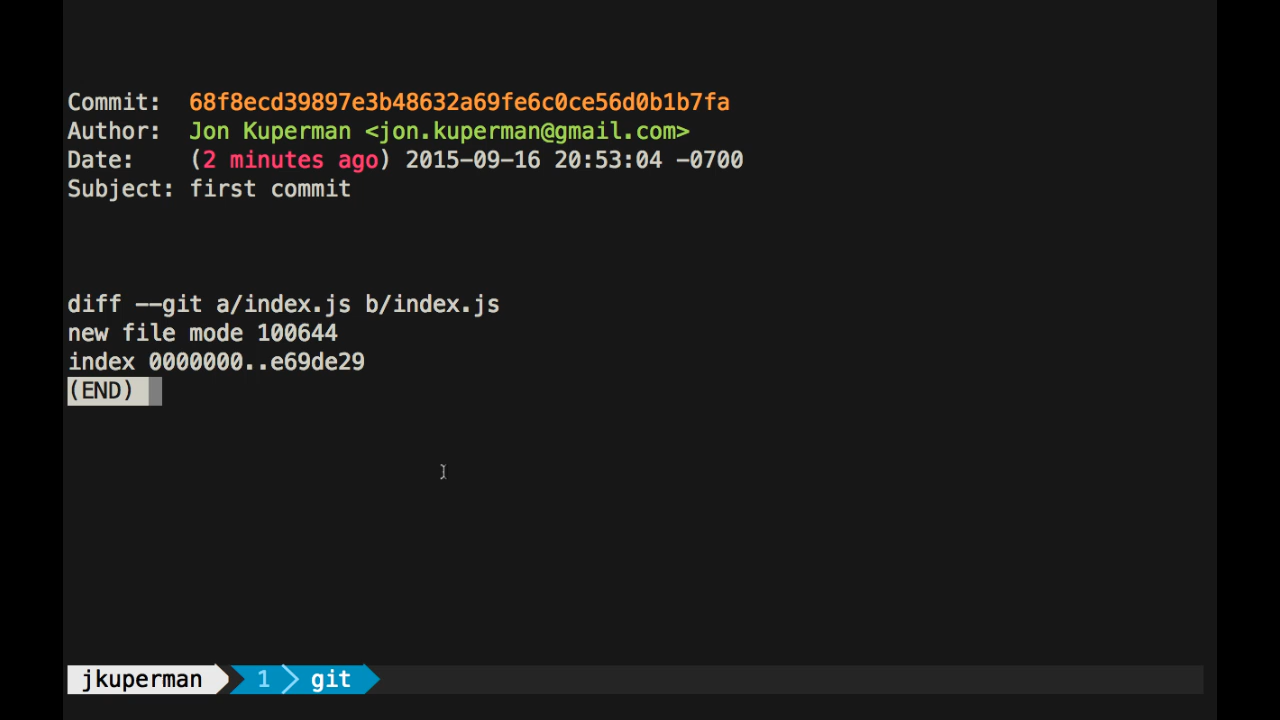 Commit:  68f8ecd39897e3b48632a69fe6c0ce56d0b1b7fa
Author:  Jon Kuperman <jon.kuperman@gmail.com>
Date:    (2 minutes ago) 2015-09-16 20:53:04 -0700
Subject: first commit
diff --git a/index.js b/index.js
new file mode 100644
index 0000000..e69de29
(END)
jkuperman 1 git